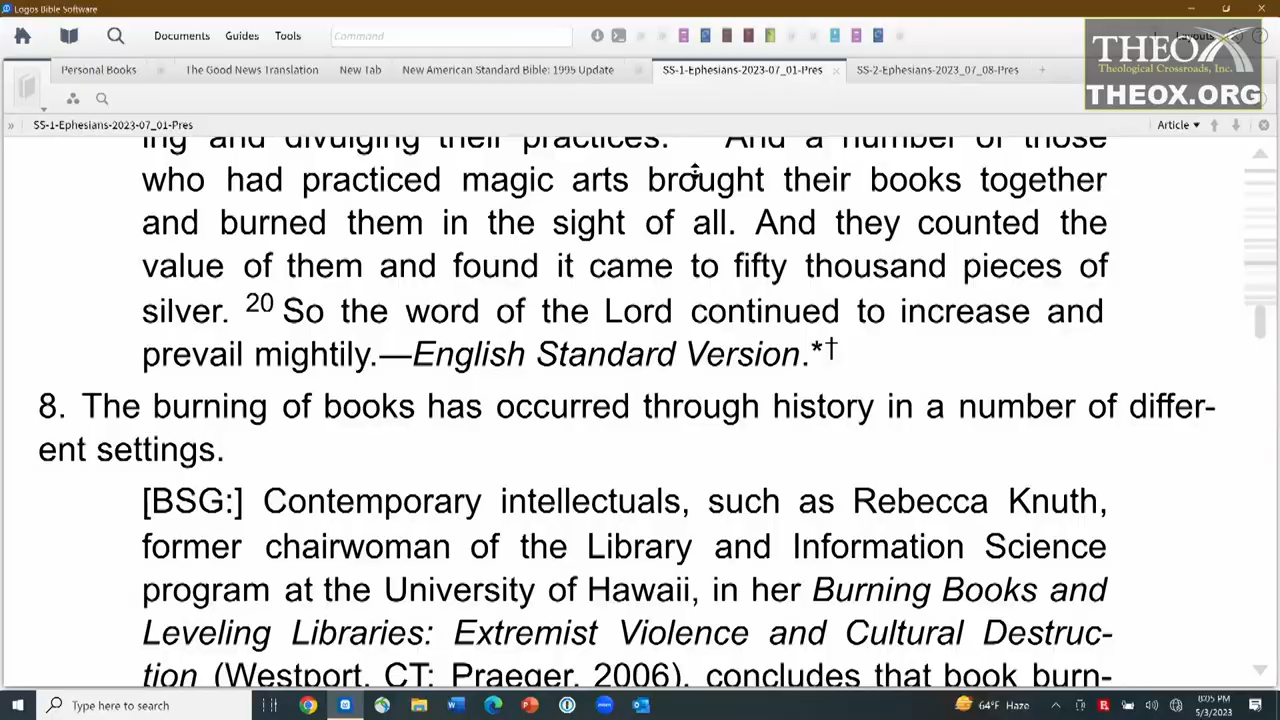 Logos Bible Software
Documents Guides Tools Command
Layouts
THEOX
Theological Crossroads, Inc.
THEOX.ORG
Personal Books The Good News Translation New Tab SS-1-Ephesians-2023-07_01-Pres SS-2-Ephesians-2023_07_08-Pres +
SS-1-Ephesians-2023-07_01-Pres Article
ing and divulging their practices. And a number of those
who had practiced magic arts brought their books together
and burned them in the sight of all. And they counted the
value of them and found it came to fifty thousand pieces of
silver. 20 So the word of the Lord continued to increase and
prevail mightily.—English Standard Version.*†
8. The burning of books has occurred through history in a number of differ-
ent settings.
[BSG:] Contemporary intellectuals, such as Rebecca Knuth,
former chairwoman of the Library and Information Science
program at the University of Hawaii, in her Burning Books and
Leveling Libraries: Extremist Violence and Cultural Destruc-
tion (Westport, CT: Praeger, 2006), concludes that book burn-
Type here to search 64°F Haze 8:05 PM
5/3/2023